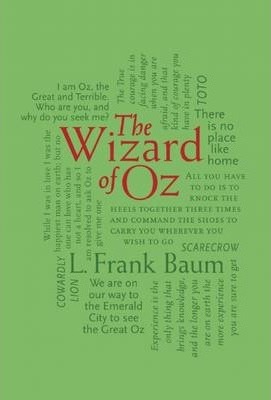 I am Oz, the
Great and Terrible.
Who are you, and
why do you seek me?
The True
courage is in
facing danger
when you are
afraid, and that
kind of courage you
have in plenty
TOTO
There is
no place
like
home
The
Wizard
of Oz
While I was in love I was the
happiest man on earth; but no
one can love who has
not a heart, and so I
am resolved to ask Oz to
give me one
All you have
to do is to
knock the
heels together three times
and command the shoes to
carry you wherever you
wish to go
SCARECROW
L. Frank Baum
COWARDLY
LION
We are on
our way to
the Emerald
City to see
the Great Oz
Experience is the
only thing that
brings knowledge,
and the longer you
are on earth the
more experience
you are sure to get